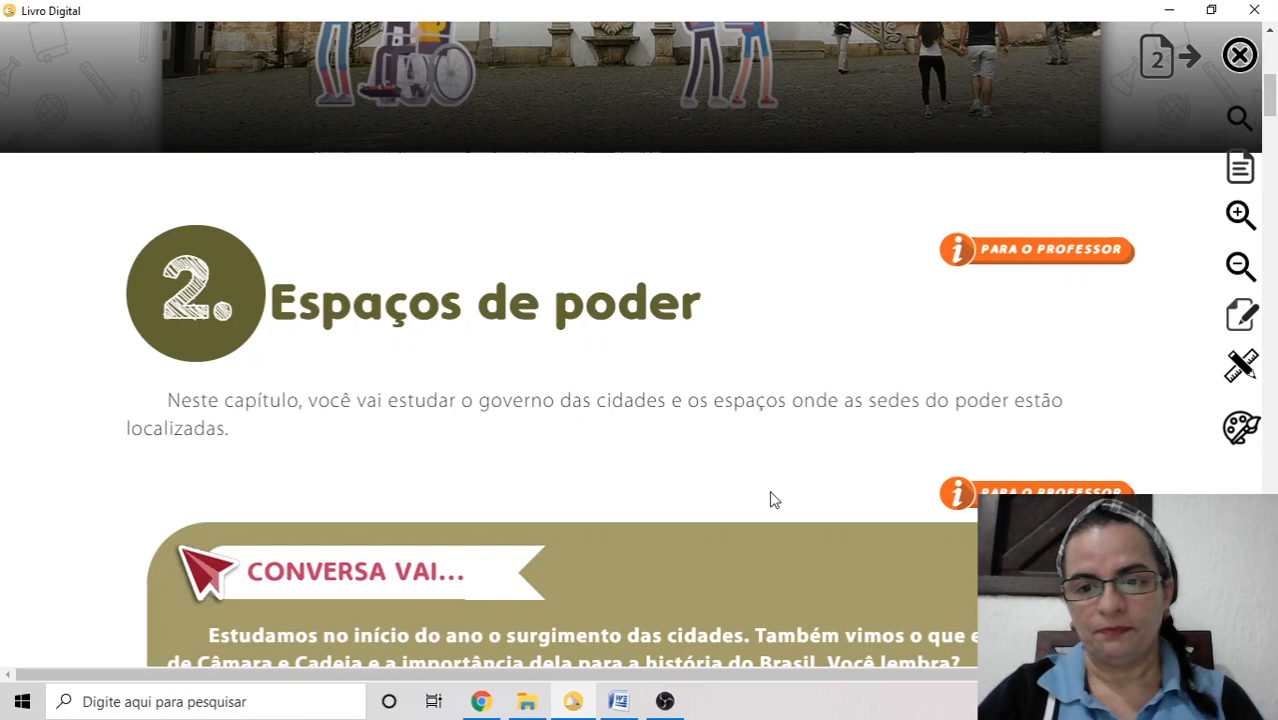 Livro Digital
2
PARA O PROFESSOR
2. Espaços de poder
Neste capítulo, você vai estudar o governo das cidades e os espaços onde as sedes do poder estão
localizadas.
PARA O PROFESSOR
CONVERSA VAI...
Estudamos no início do ano o surgimento das cidades. Também vimos o que
de Câmara e Cadeia e a importância dela para a história do Brasil. Você lembra?
Digite aqui para pesquisar